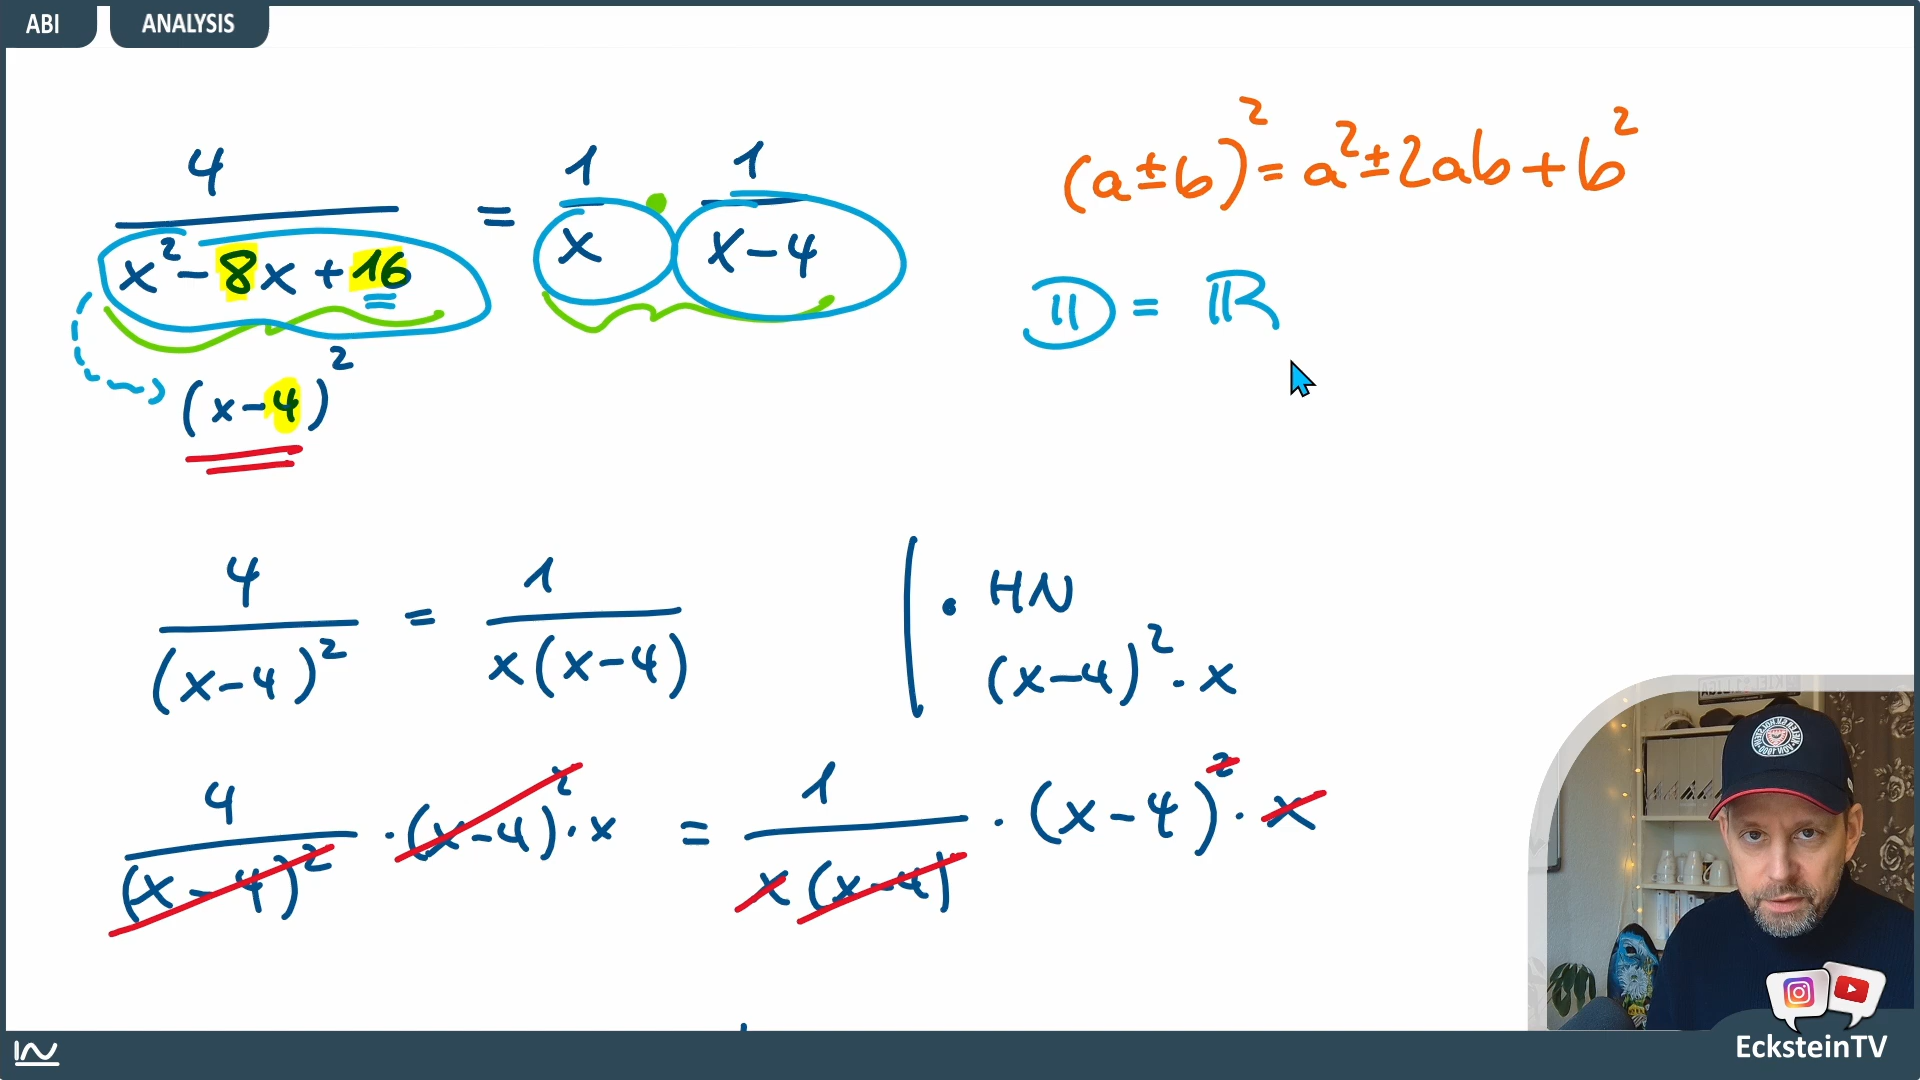 ABI ANALYSIS
4/(x² - 8x + 16) = 1/x · 1/(x-4)
(a±b)² = a² ± 2ab + b²
(x-4)²
𝔻 = ℝ
4/(x-4)² = 1/(x(x-4)) | · HN
(x-4)² · x
4/(x-4)² · (x-4)² · x = 1/(x(x-4)) · (x-4)² · x
EcksteinTV